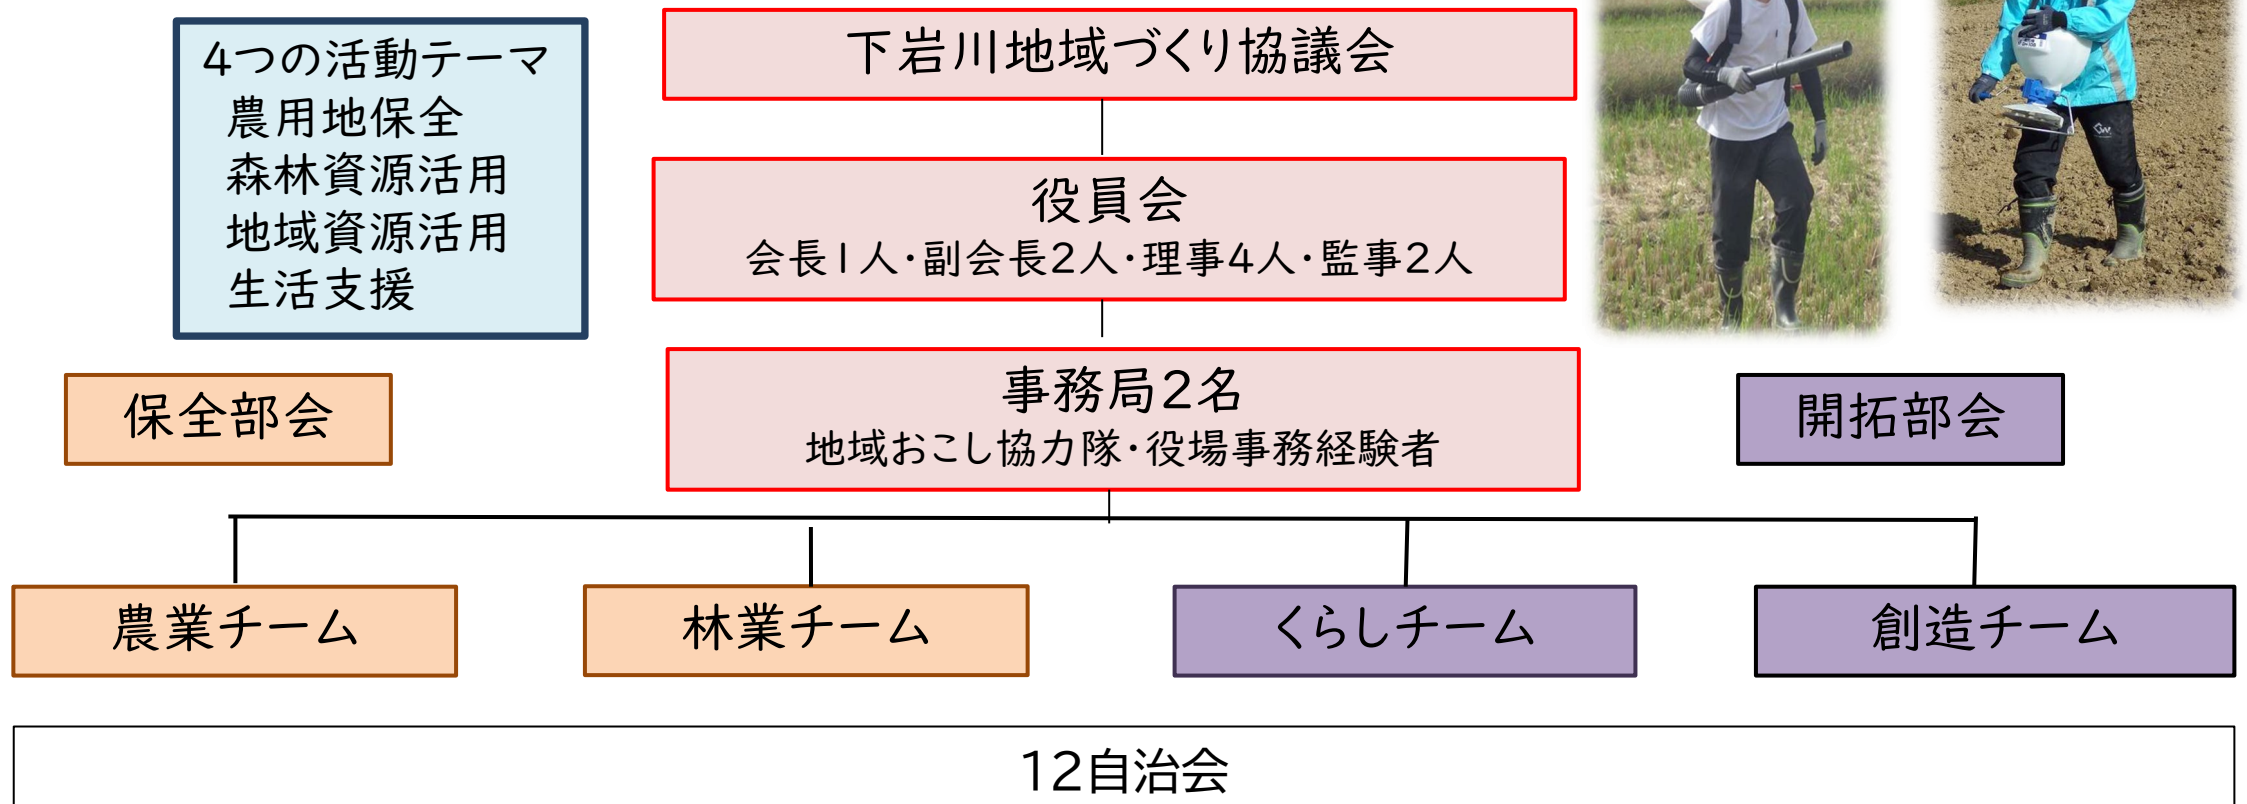 4つの活動テーマ
農用地保全
森林資源活用
地域資源活用
生活支援
下岩川地域づくり協議会
役員会
会長1人・副会長2人・理事4人・監事2人
事務局2名
地域おこし協力隊・役場事務経験者
保全部会
開拓部会
農業チーム
林業チーム
くらしチーム
創造チーム
12自治会